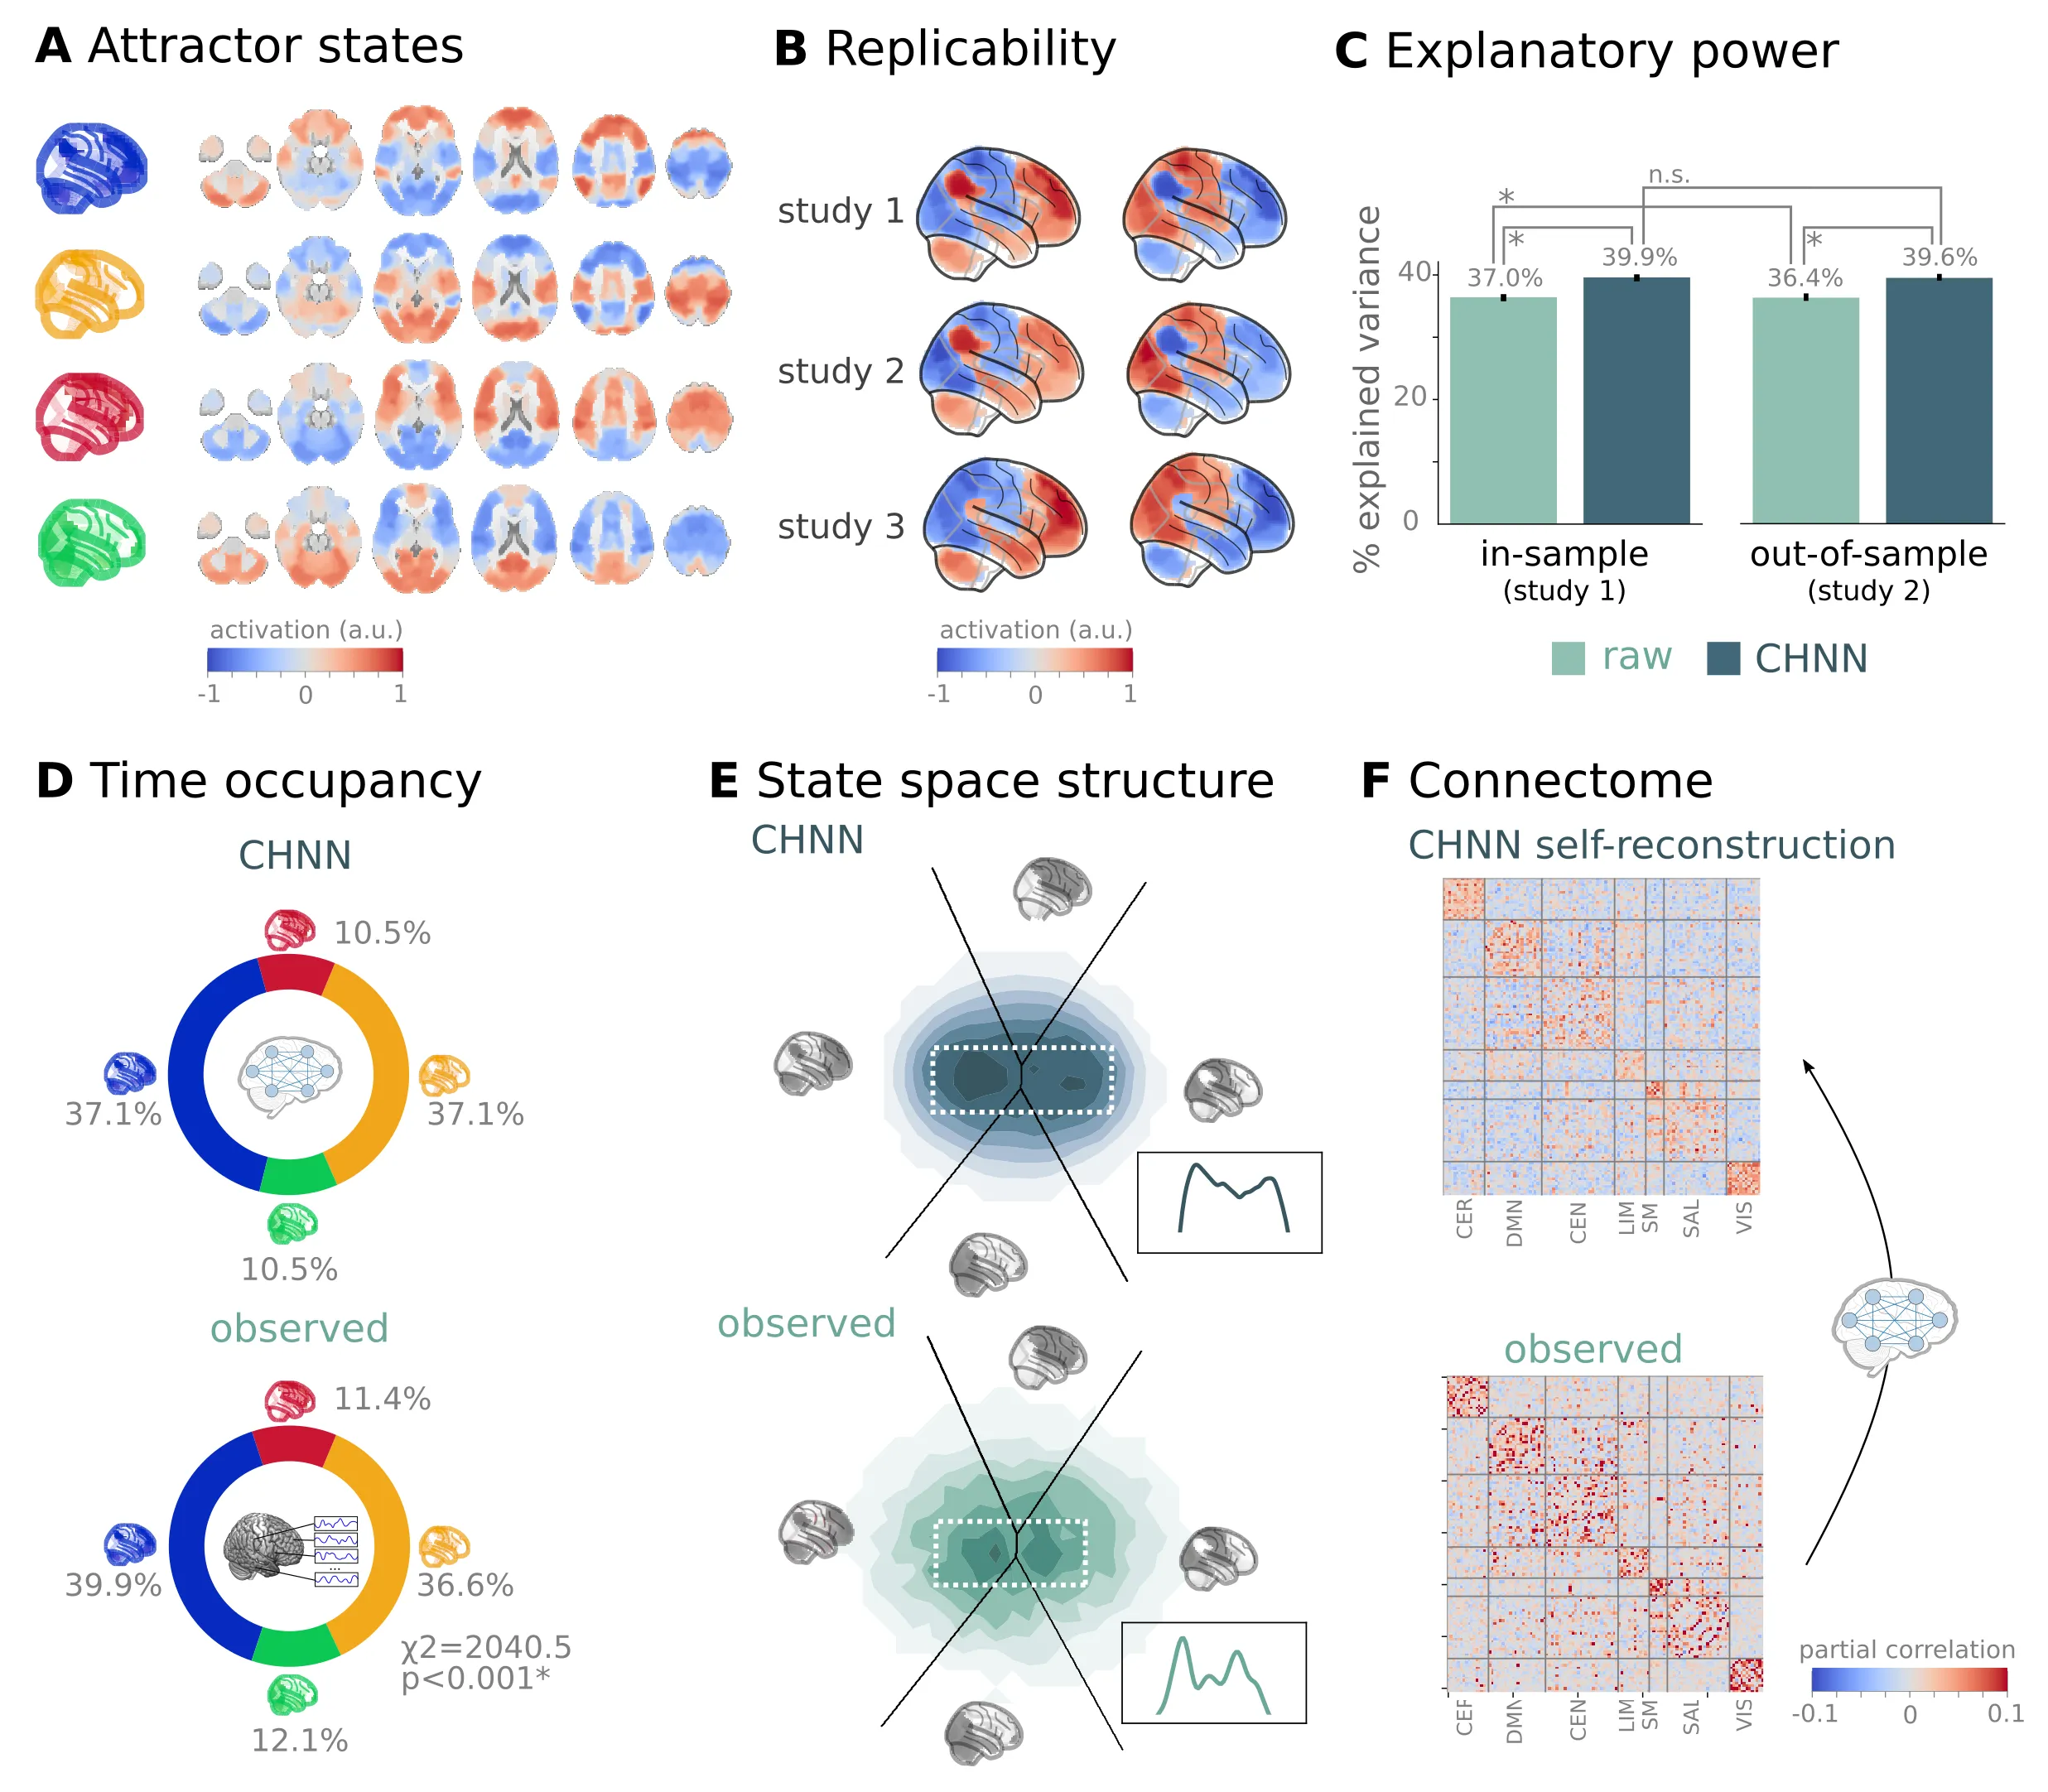 A Attractor states
activation (a.u.)
-1 0 1
B Replicability
study 1
study 2
study 3
activation (a.u.)
-1 0 1
C Explanatory power
% explained variance
40
20
0
*
n.s.
*
*
37.0%
39.9%
36.4%
39.6%
in-sample
(study 1)
out-of-sample
(study 2)
raw
CHNN
D Time occupancy
CHNN
10.5%
37.1%
37.1%
10.5%
observed
11.4%
39.9%
36.6%
χ2=2040.5
p<0.001*
12.1%
E State space structure
CHNN
observed
F Connectome
CHNN self-reconstruction
CER DMN CEN LIM SM SAL VIS
observed
CER DMN CEN LIM SM SAL VIS
partial correlation
-0.1 0 0.1